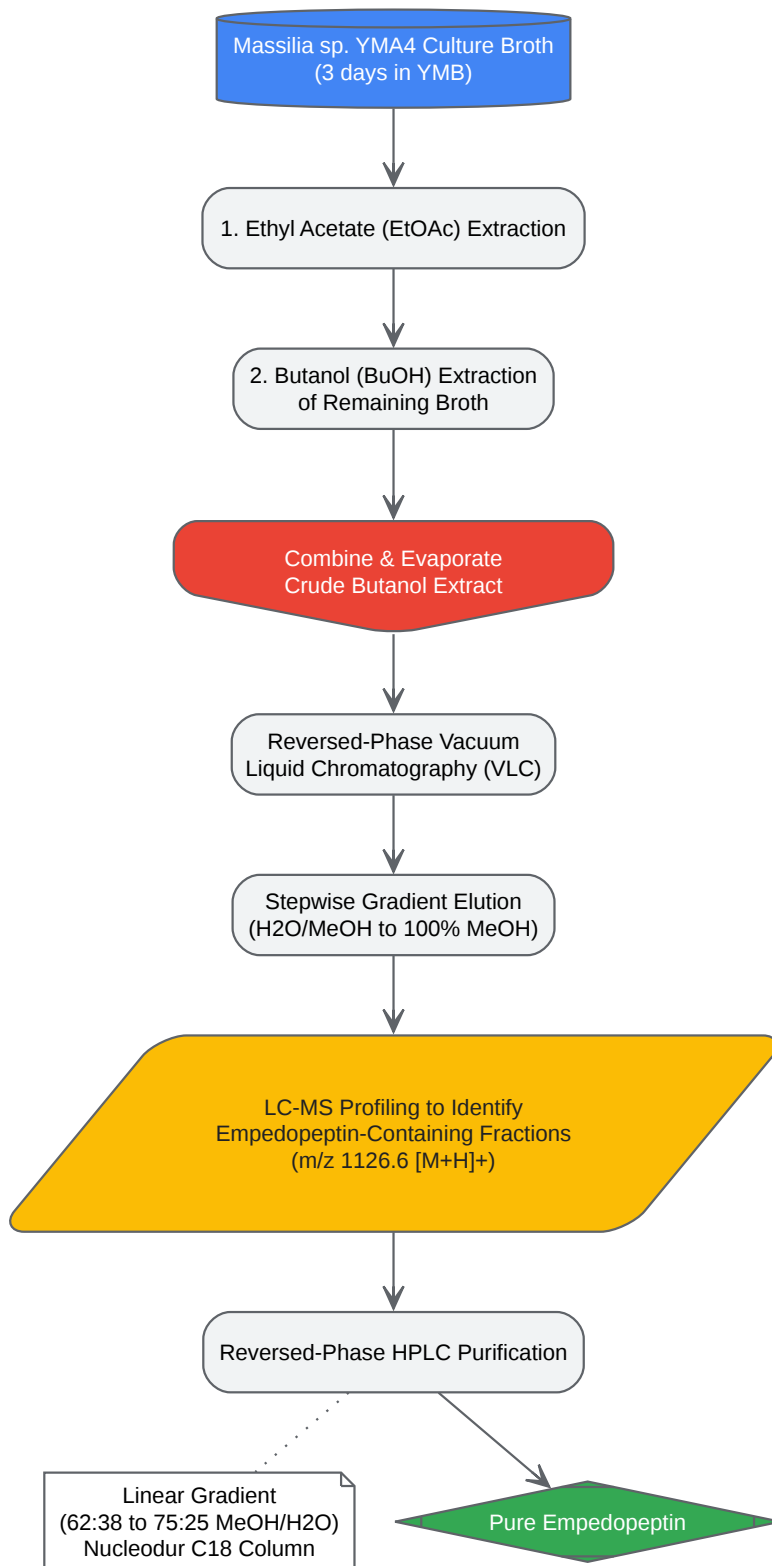 Massilia sp. YMA4 Culture Broth
(3 days in YMB)
1. Ethyl Acetate (EtOAc) Extraction
2. Butanol (BuOH) Extraction
of Remaining Broth
Combine & Evaporate
Crude Butanol Extract
Reversed-Phase Vacuum
Liquid Chromatography (VLC)
Stepwise Gradient Elution
(H2O/MeOH to 100% MeOH)
LC-MS Profiling to Identify
Empedopeptin-Containing Fractions
(m/z 1126.6 [M+H]+)
Reversed-Phase HPLC Purification
Linear Gradient
(62:38 to 75:25 MeOH/H2O)
Nucleodur C18 Column
Pure Empedopeptin